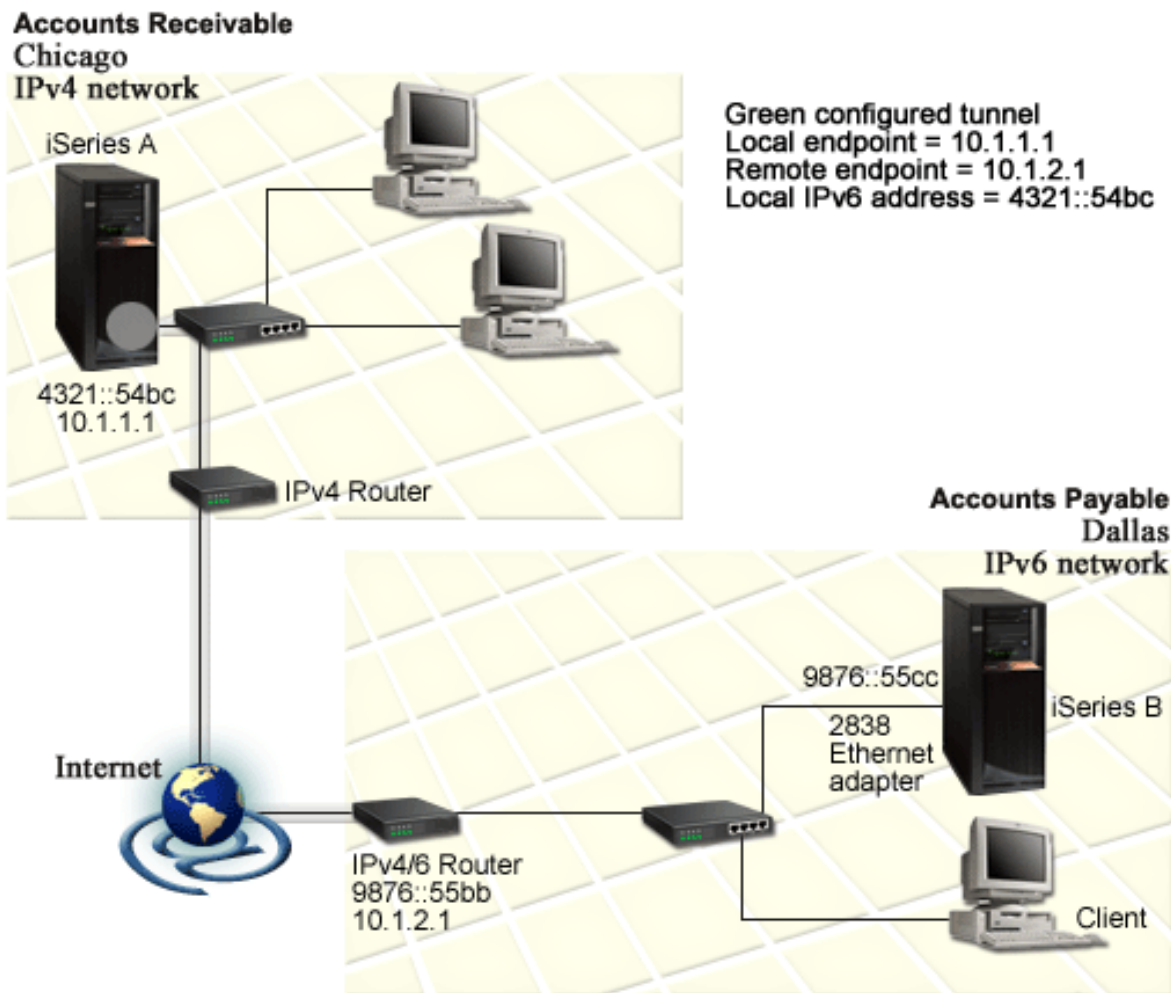 Accounts Receivable
Chicago
IPv4 network
iSeries A
4321::54bc
10.1.1.1
IPv4 Router
Green configured tunnel
Local endpoint = 10.1.1.1
Remote endpoint = 10.1.2.1
Local IPv6 address = 4321::54bc
Accounts Payable
Dallas
IPv6 network
9876::55cc
2838
Ethernet
adapter
iSeries B
Internet
IPv4/6 Router
9876::55bb
10.1.2.1
Client